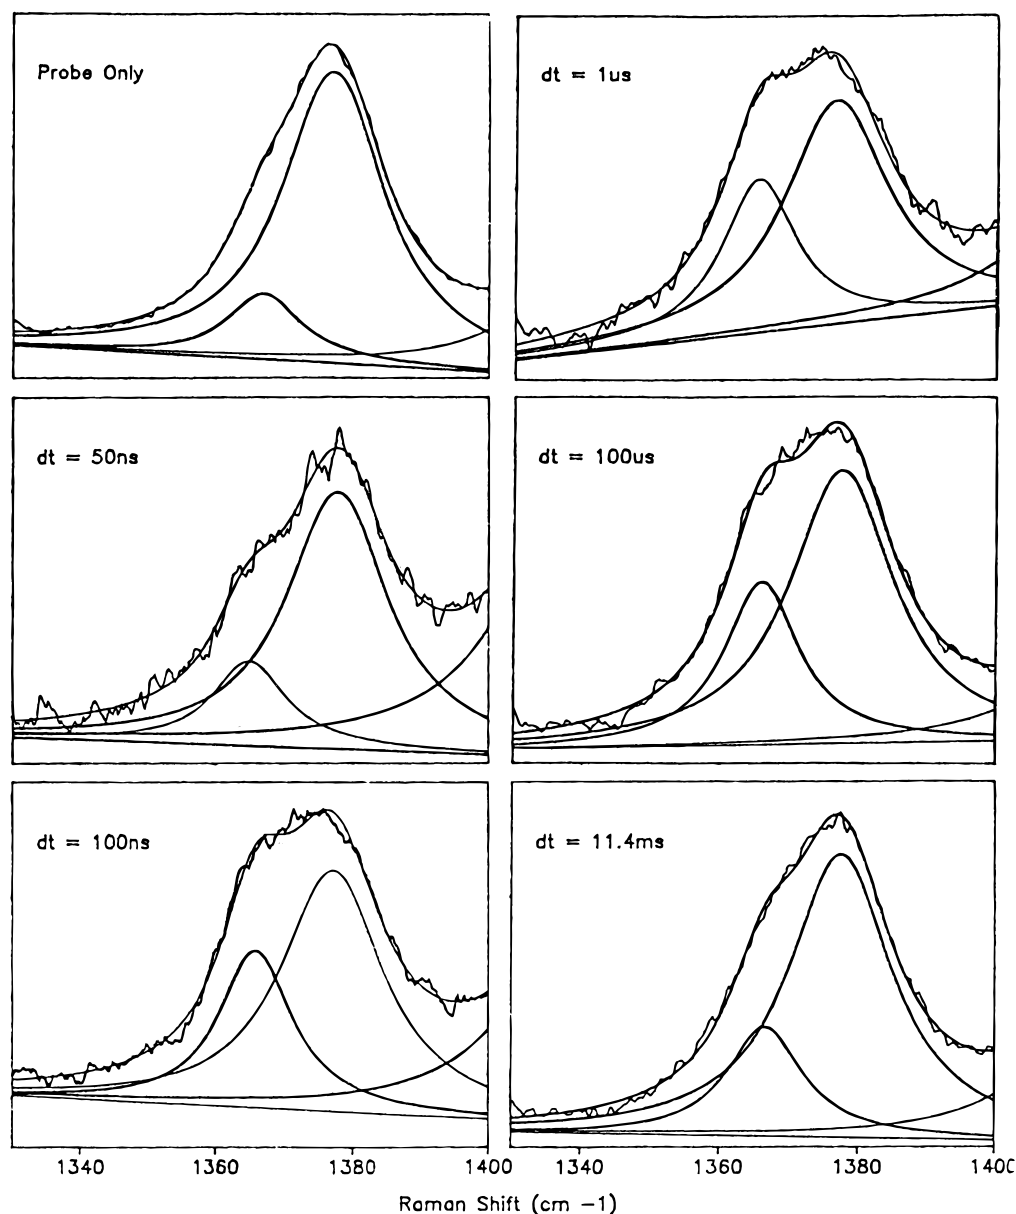 Probe Only
dt = 1us
dt = 50ns
dt = 100us
dt = 100ns
dt = 11.4ms
1340 1360 1380 1400 1340 1360 1380 140C
Raman Shift (cm -1)